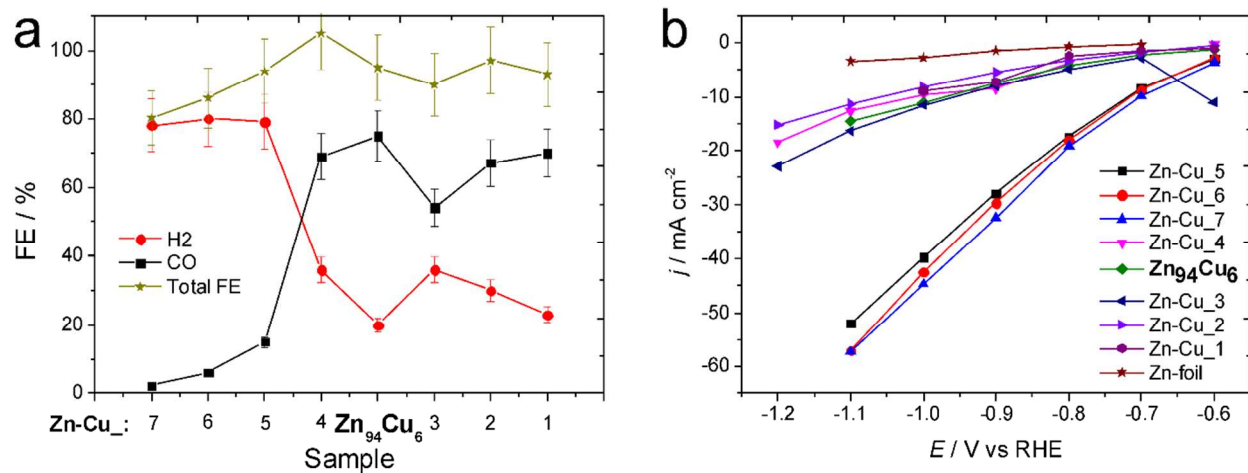 a
FE / %
100
80
60
40
20
0
H2
CO
Total FE
Zn-Cu_: 7 6 5 4 Zn94Cu6 3 2 1
Sample
b
j / mA cm-2
0
-10
-20
-30
-40
-50
-60
Zn-Cu_5
Zn-Cu_6
Zn-Cu_7
Zn-Cu_4
Zn94Cu6
Zn-Cu_3
Zn-Cu_2
Zn-Cu_1
Zn-foil
-1.2 -1.1 -1.0 -0.9 -0.8 -0.7 -0.6
E / V vs RHE